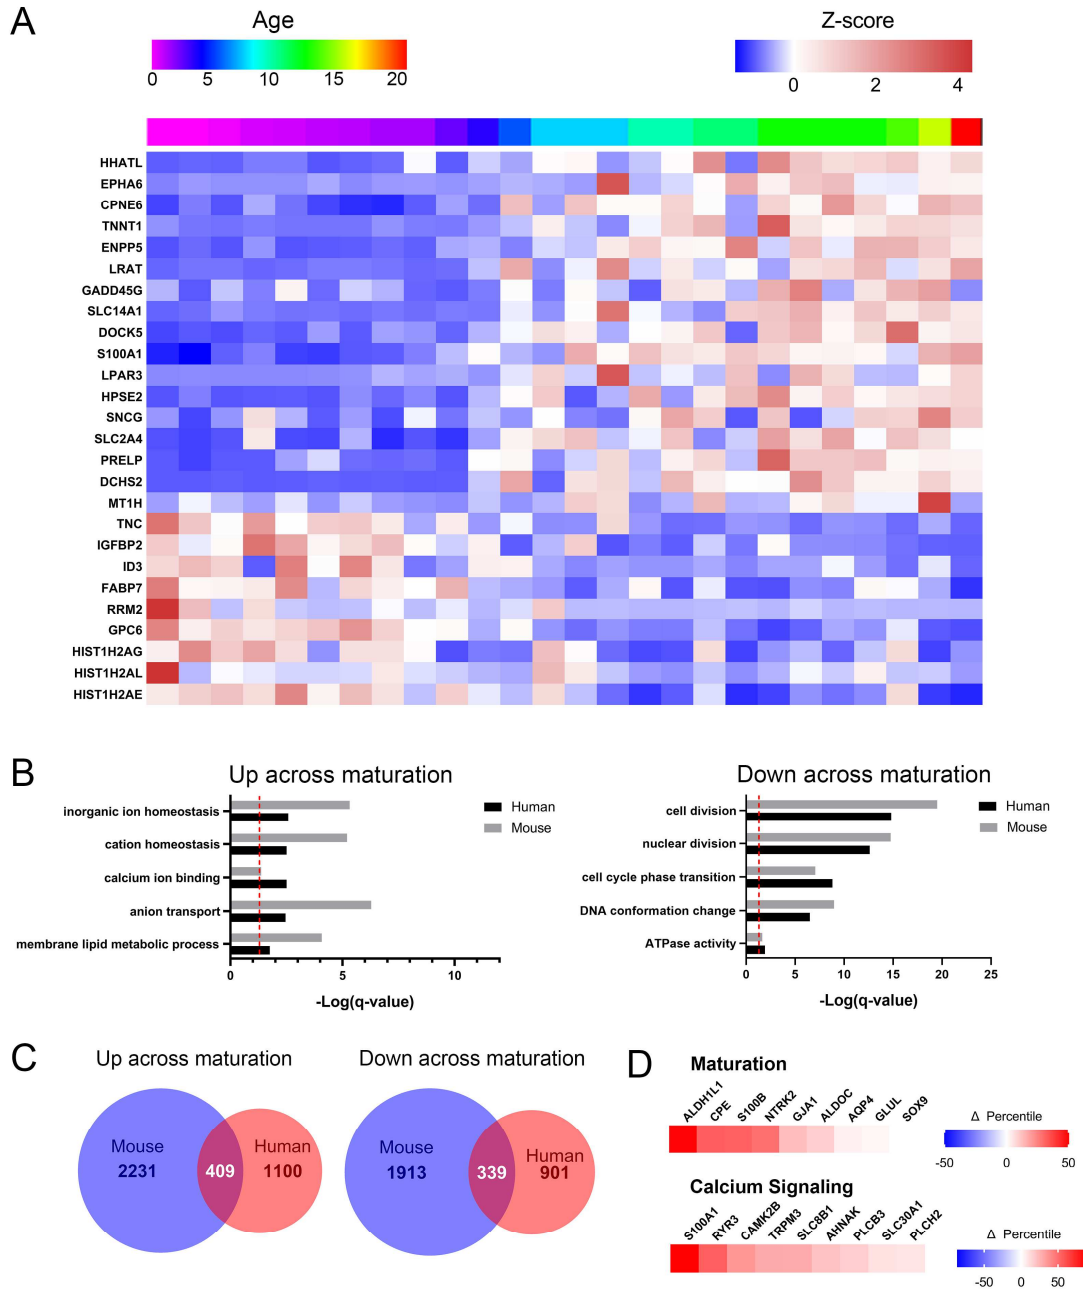 A
Age
Z-score
0 5 10 15 20
0 2 4
HHATL
EPHA6
CPNE6
TNNT1
ENPP5
LRAT
GADD45G
SLC14A1
DOCK5
S100A1
LPAR3
HPSE2
SNCG
SLC2A4
PRELP
DCHS2
MT1H
TNC
IGFBP2
ID3
FABP7
RRM2
GPC6
HIST1H2AG
HIST1H2AL
HIST1H2AE
B
Up across maturation
inorganic ion homeostasis
cation homeostasis
calcium ion binding
anion transport
membrane lipid metabolic process
Human
Mouse
0 5 10
-Log(q-value)
Down across maturation
cell division
nuclear division
cell cycle phase transition
DNA conformation change
ATPase activity
Human
Mouse
0 5 10 15 20 25
-Log(q-value)
C
Up across maturation
Mouse
2231
409
Human
1100
Down across maturation
Mouse
1913
339
Human
901
D
Maturation
ALDH1L1 CPE S100B NTRK2 GJA1 ALDOC AQP4 GLUL SOX9
Δ Percentile
-50 0 50
Calcium Signaling
S100A1 RYR3 CAMK2B TRPM3 SLC8B1 AHNAK PLCB3 SLC30A1 PLCH2
Δ Percentile
-50 0 50